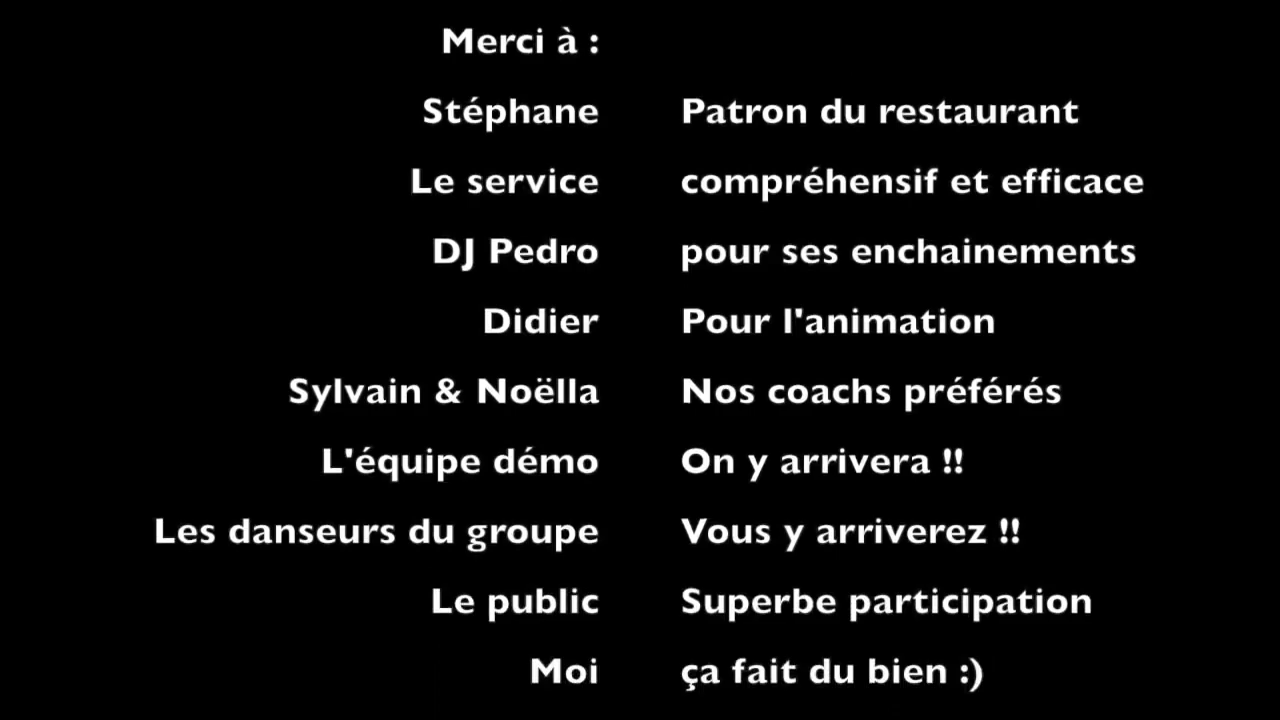 Merci à :
Stéphane Patron du restaurant
Le service compréhensif et efficace
DJ Pedro pour ses enchainements
Didier Pour l'animation
Sylvain & Noëlla Nos coachs préférés
L'équipe démo On y arrivera !!
Les danseurs du groupe Vous y arriverez !!
Le public Superbe participation
Moi ça fait du bien :)